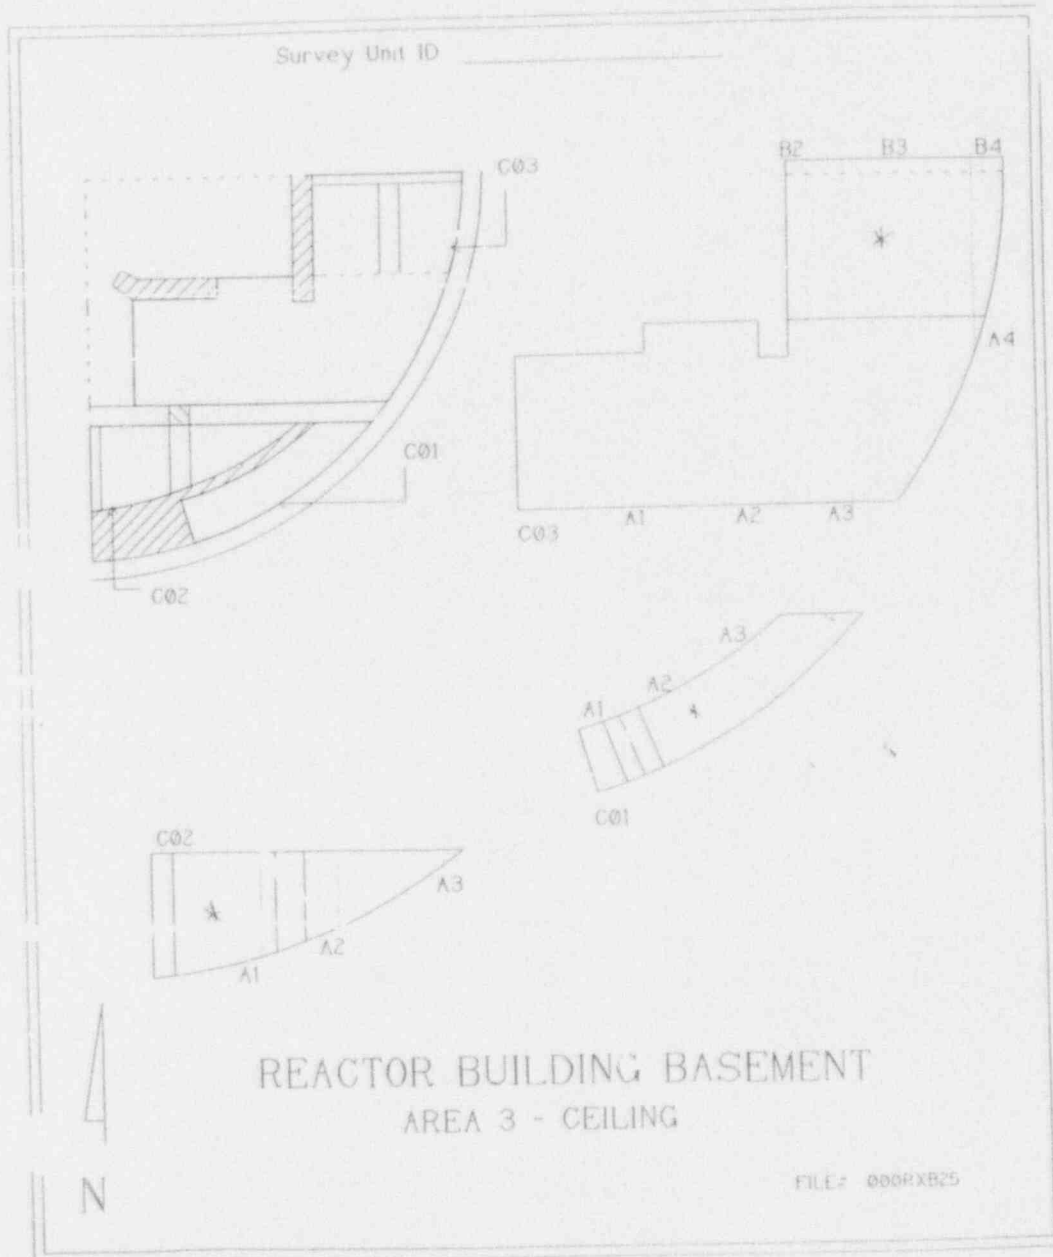 Survey Unit ID
C03
B2 B3 B4
A4
C01
C03 A1 A2 A3
C02
A3
A2
A1
C01
C02
A3
A2
A1
REACTOR BUILDING BASEMENT
AREA 3 - CEILING
N
FILE: 000RXB25